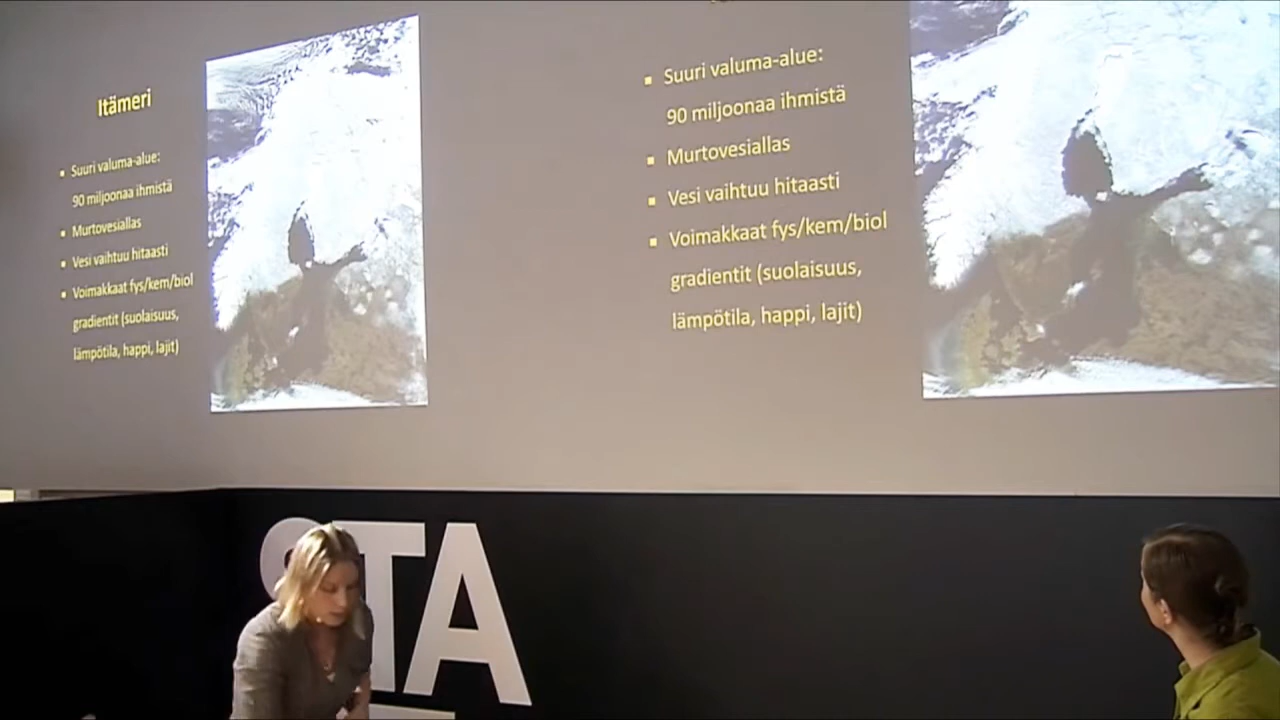 Itämeri
▪ Suuri valuma-alue:
90 miljoonaa ihmistä
▪ Murtovesiallas
▪ Vesi vaihtuu hitaasti
▪ Voimakkaat fys/kem/biol
gradientit (suolaisuus,
lämpötila, happi, lajit)
▪ Suuri valuma-alue:
90 miljoonaa ihmistä
▪ Murtovesiallas
▪ Vesi vaihtuu hitaasti
▪ Voimakkaat fys/kem/biol
gradientit (suolaisuus,
lämpötila, happi, lajit)
TA